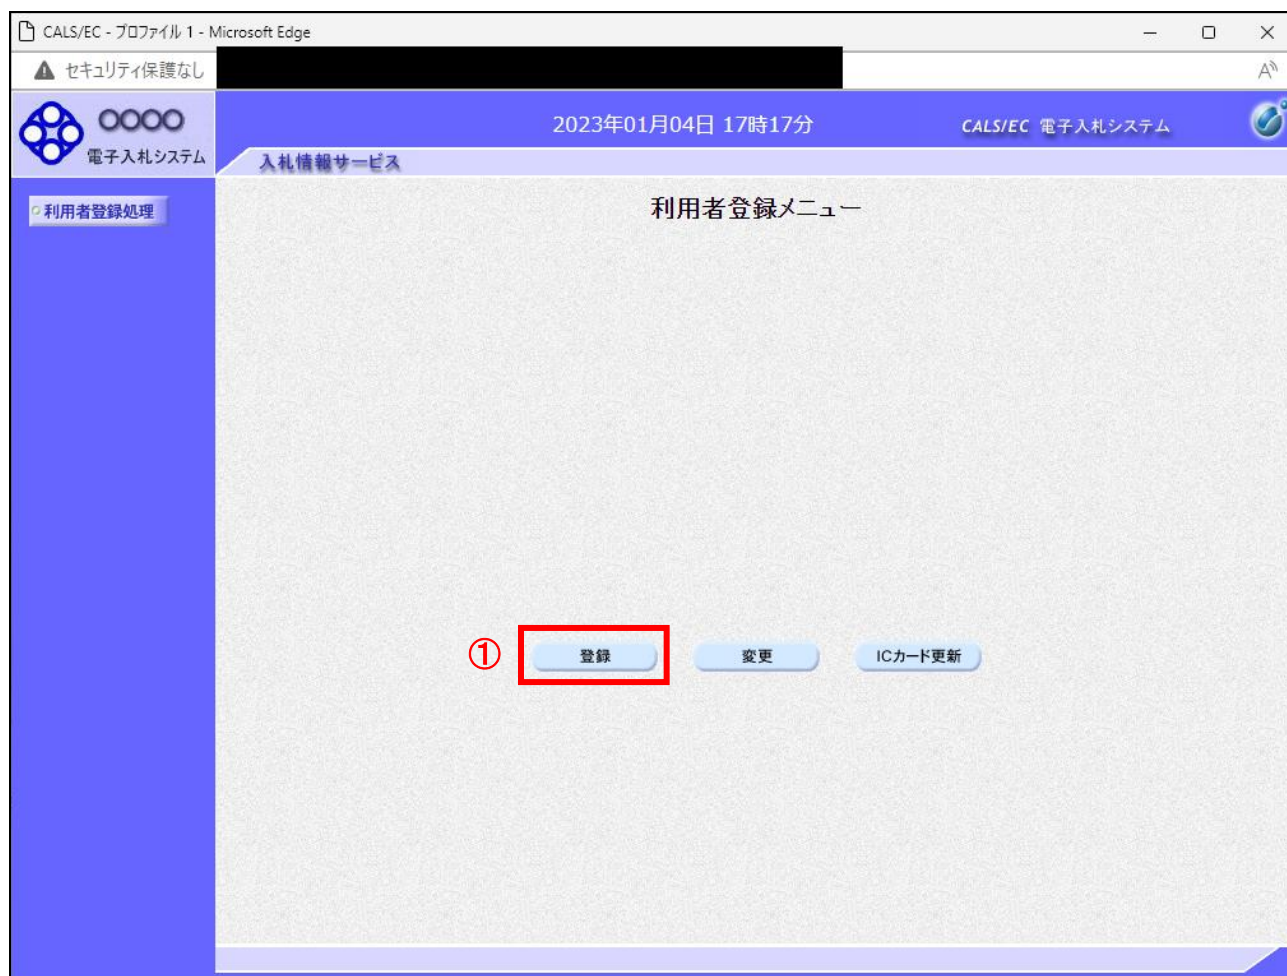 CALS/EC - プロファイル 1 - Microsoft Edge
セキュリティ保護なし
〇〇〇〇
電子入札システム
2023年01月04日 17時17分
CALS/EC 電子入札システム
入札情報サービス
利用者登録処理
利用者登録メニュー
① 登録 変更 ICカード更新